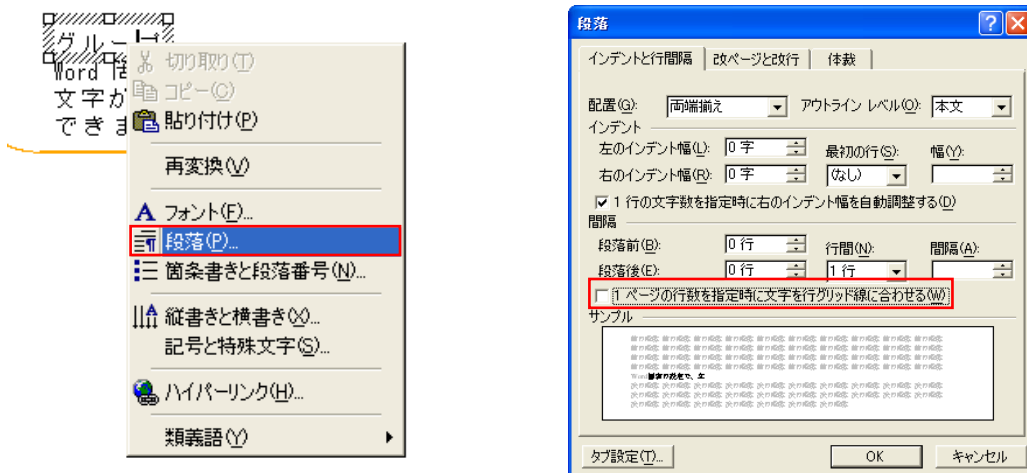 グループ
Word
文字が
できま
切り取り(T)
コピー(C)
貼り付け(P)
再変換(V)
フォント(F)...
段落(P)...
箇条書きと段落番号(N)...
縦書きと横書き(X)...
記号と特殊文字(S)...
ハイパーリンク(H)...
類義語(Y)
段落
インデントと行間隔 改ページと改行 体裁
配置(G): 両端揃え アウトライン レベル(O): 本文
インデント
左のインデント幅(L): 0 字 最初の行(S): 幅(Y):
右のインデント幅(R): 0 字 (なし)
1 行の文字数を指定時に右のインデント幅を自動調整する(D)
間隔
段落前(B): 0 行 行間(N): 間隔(A):
段落後(E): 0 行 1 行
1 ページの行数を指定時に文字を行グリッド線に合わせる(W)
サンプル
タブ設定(T)... OK キャンセル